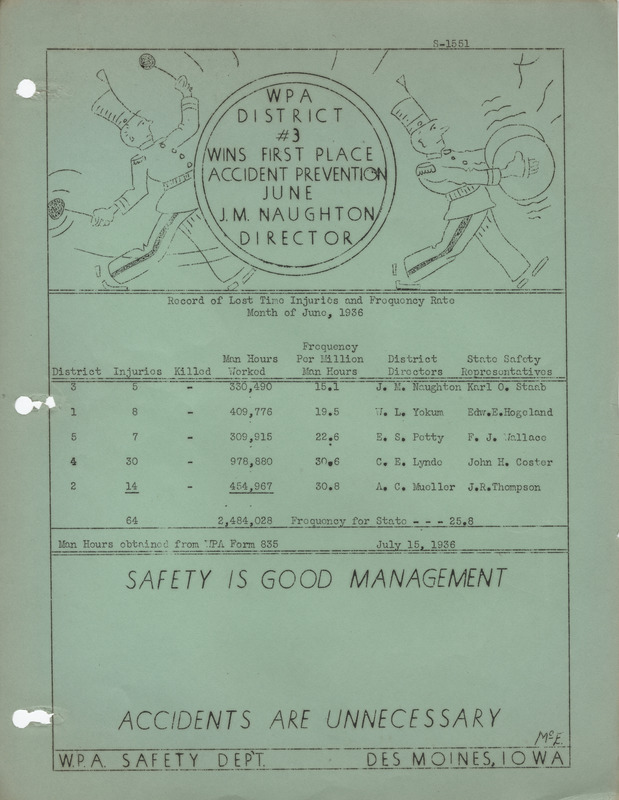 S-1551
WPA
DISTRICT
#3
WINS FIRST PLACE
ACCIDENT PREVENTION
JUNE
J.M. NAUGHTON
DIRECTOR
Record of Lost Time Injuries and Frequency Rate
Month of June, 1936
District Injuries Killed Man Hours Worked Frequency Per Million Man Hours District Directors State Safety Representatives
3 5 - 330,490 15.1 J. M. Naughton Karl O. Staab
1 8 - 409,776 19.5 W. L. Yokum Edw.E.Hogeland
5 7 - 309,915 22.6 E. S. Petty F. J. Wallace
4 30 - 978,880 30.6 C. E. Lynde John H. Coster
2 14 - 454,967 30.8 A. C. Mueller J.R.Thompson
64 2,484,028 Frequency for State - - - 25.8
Man Hours obtained from WPA Form 835 July 15, 1936
SAFETY IS GOOD MANAGEMENT
ACCIDENTS ARE UNNECESSARY
McE.
W.P.A. SAFETY DEP'T. DES MOINES, IOWA